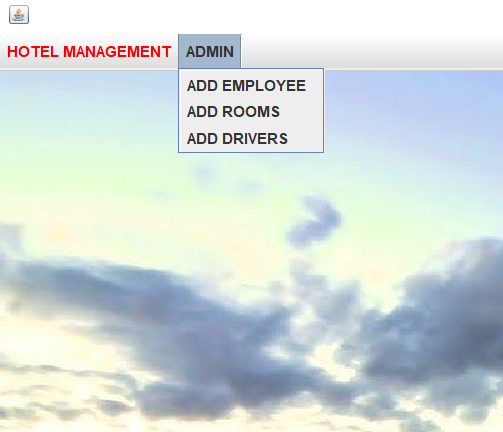 HOTEL MANAGEMENT ADMIN
ADD EMPLOYEE
ADD ROOMS
ADD DRIVERS